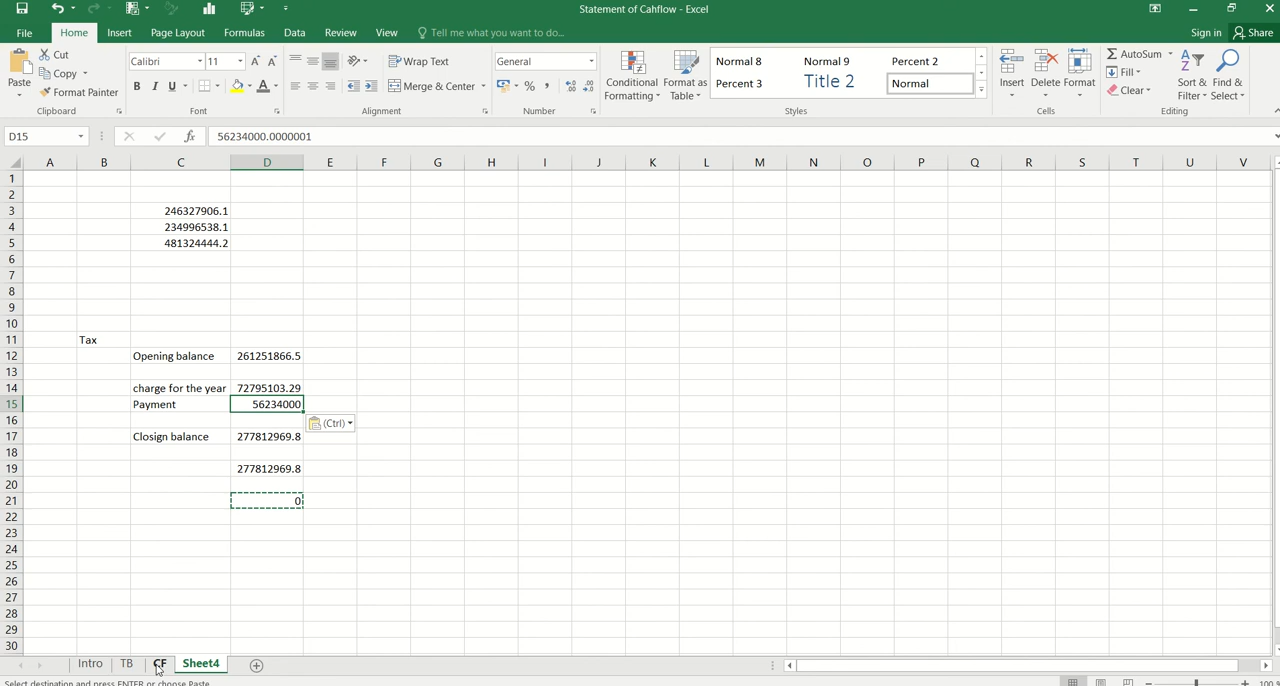 Statement of Cahflow - Excel
File Home Insert Page Layout Formulas Data Review View Tell me what you want to do... Sign in Share
Paste Cut Copy Format Painter Clipboard
Calibri 11 B I U Font
Wrap Text Merge & Center Alignment
General % , Number
Conditional Formatting Format as Table
Normal 8 Normal 9 Percent 2
Percent 3 Title 2 Normal
Styles
Insert Delete Format Cells
AutoSum Fill Clear Sort & Filter Find & Select Editing
D15 fx 56234000.0000001
A B C D E F G H I J K L M N O P Q R S T U V
1
2
3 246327906.1
4 234996538.1
5 481324444.2
6
7
8
9
10
11 Tax
12 Opening balance 261251866.5
13
14 charge for the year 72795103.29
15 Payment 56234000
16 (Ctrl)
17 Closign balance 277812969.8
18
19 277812969.8
20
21 0
22
23
24
25
26
27
28
29
30
Intro TB CF Sheet4
Select destination and press ENTER or choose Paste